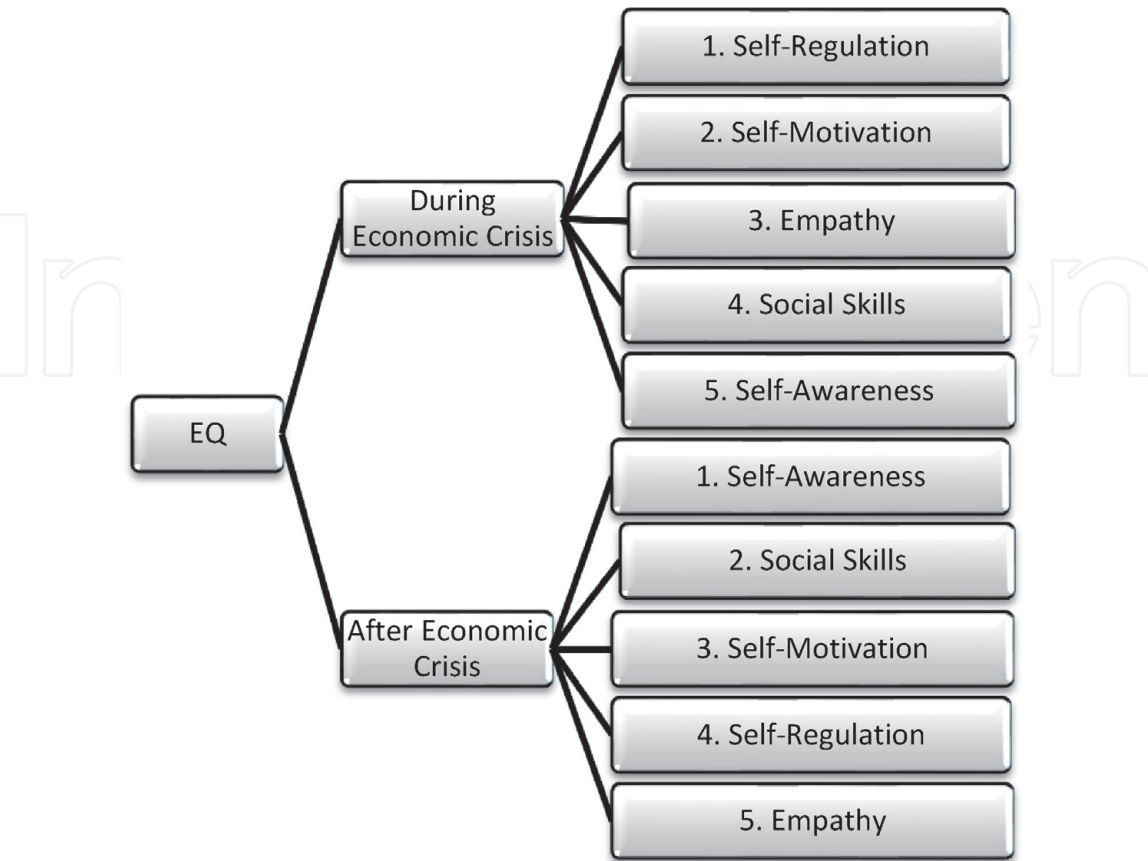 EQ
During
Economic Crisis
1. Self-Regulation
2. Self-Motivation
3. Empathy
4. Social Skills
5. Self-Awareness
After Economic
Crisis
1. Self-Awareness
2. Social Skills
3. Self-Motivation
4. Self-Regulation
5. Empathy